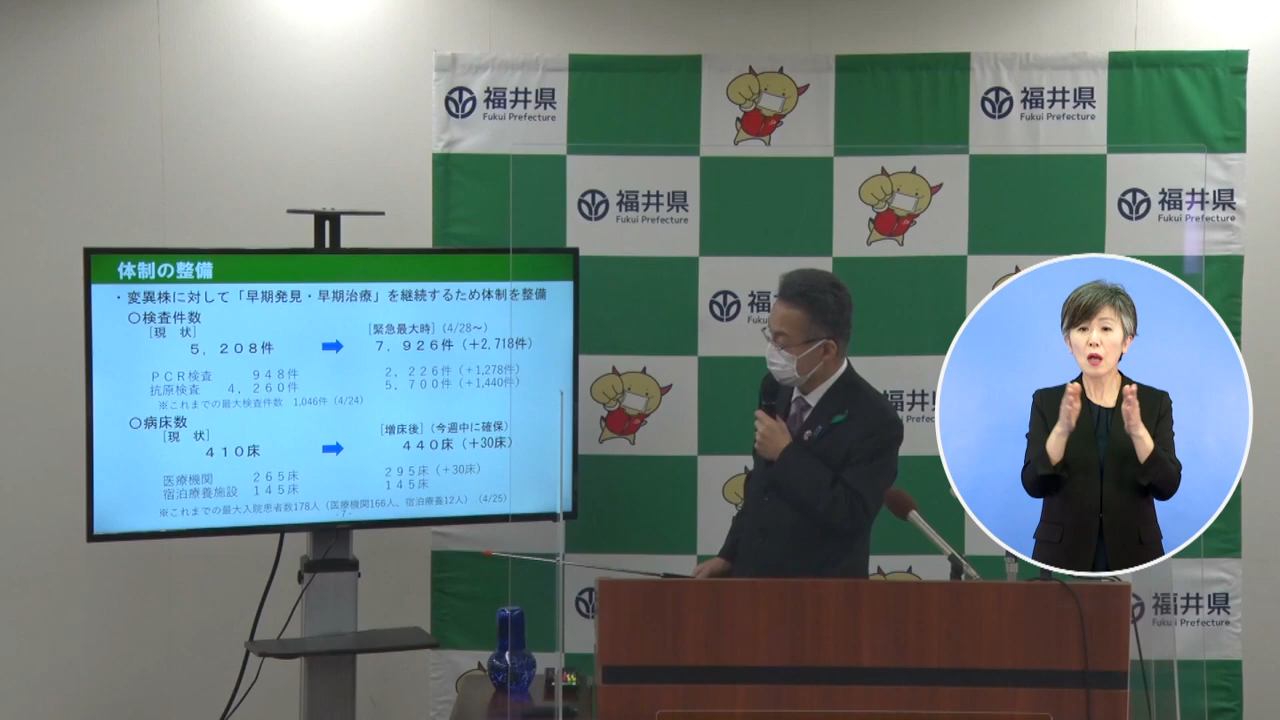 体制の整備
・変異株に対して「早期発見・早期治療」を継続するため体制を整備
〇検査件数
［現　状］
［緊急最大時］（4/28～）
５，２０８件
７，９２６件（＋2,718件）
ＰＣＲ検査　９４８件
２，２２６件（＋1,278件）
抗原検査　４，２６０件
５，７００件（＋1,440件）
※これまでの最大検査件数　1,046件（4/24）
〇病床数
［現　状］
［増床後］（今週中に確保）
４１０床
４４０床（＋30床）
医療機関　２６５床
２９５床（＋30床）
宿泊療養施設　１４５床
１４５床
※これまでの最大入院患者数178人（医療機関166人、宿泊療養12人）（4/25）
- 7 -
福井県
Fukui Prefecture
福井県
Fukui Prefecture
福井県
Fukui Prefecture
福井県
Fukui Prefecture
福
Fuku
福井県
Fukui Prefecture